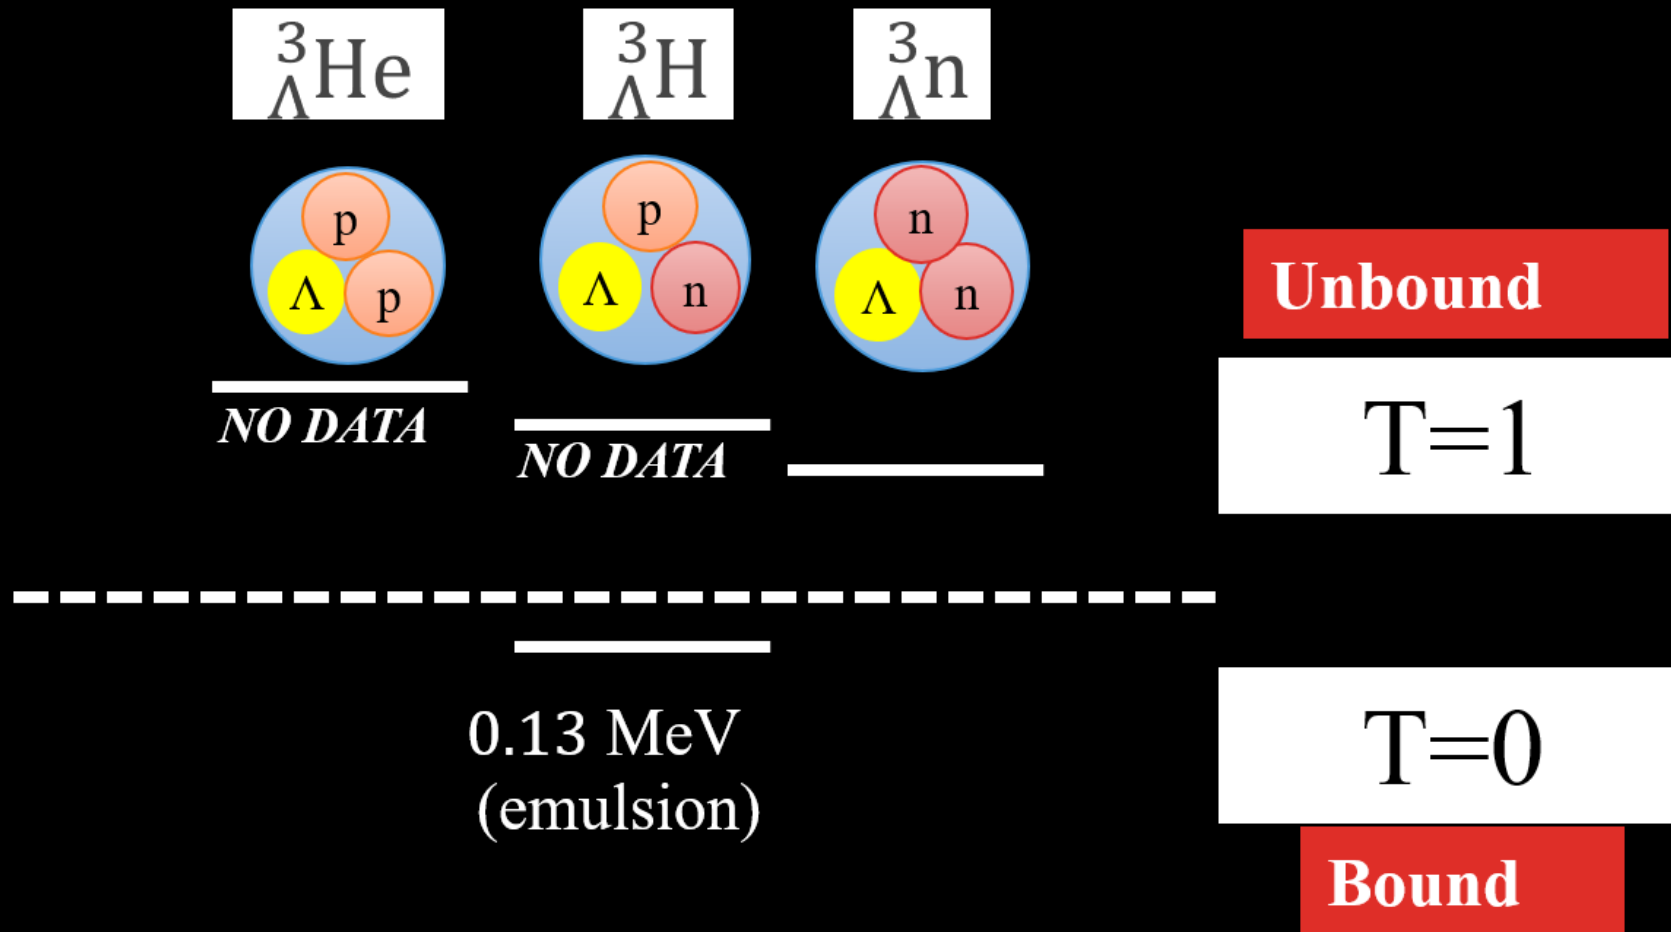 ³ΛHe
³ΛH
³Λn
p
Λ
p
p
Λ
n
n
Λ
n
Unbound
NO DATA
NO DATA
T=1
0.13 MeV
(emulsion)
T=0
Bound